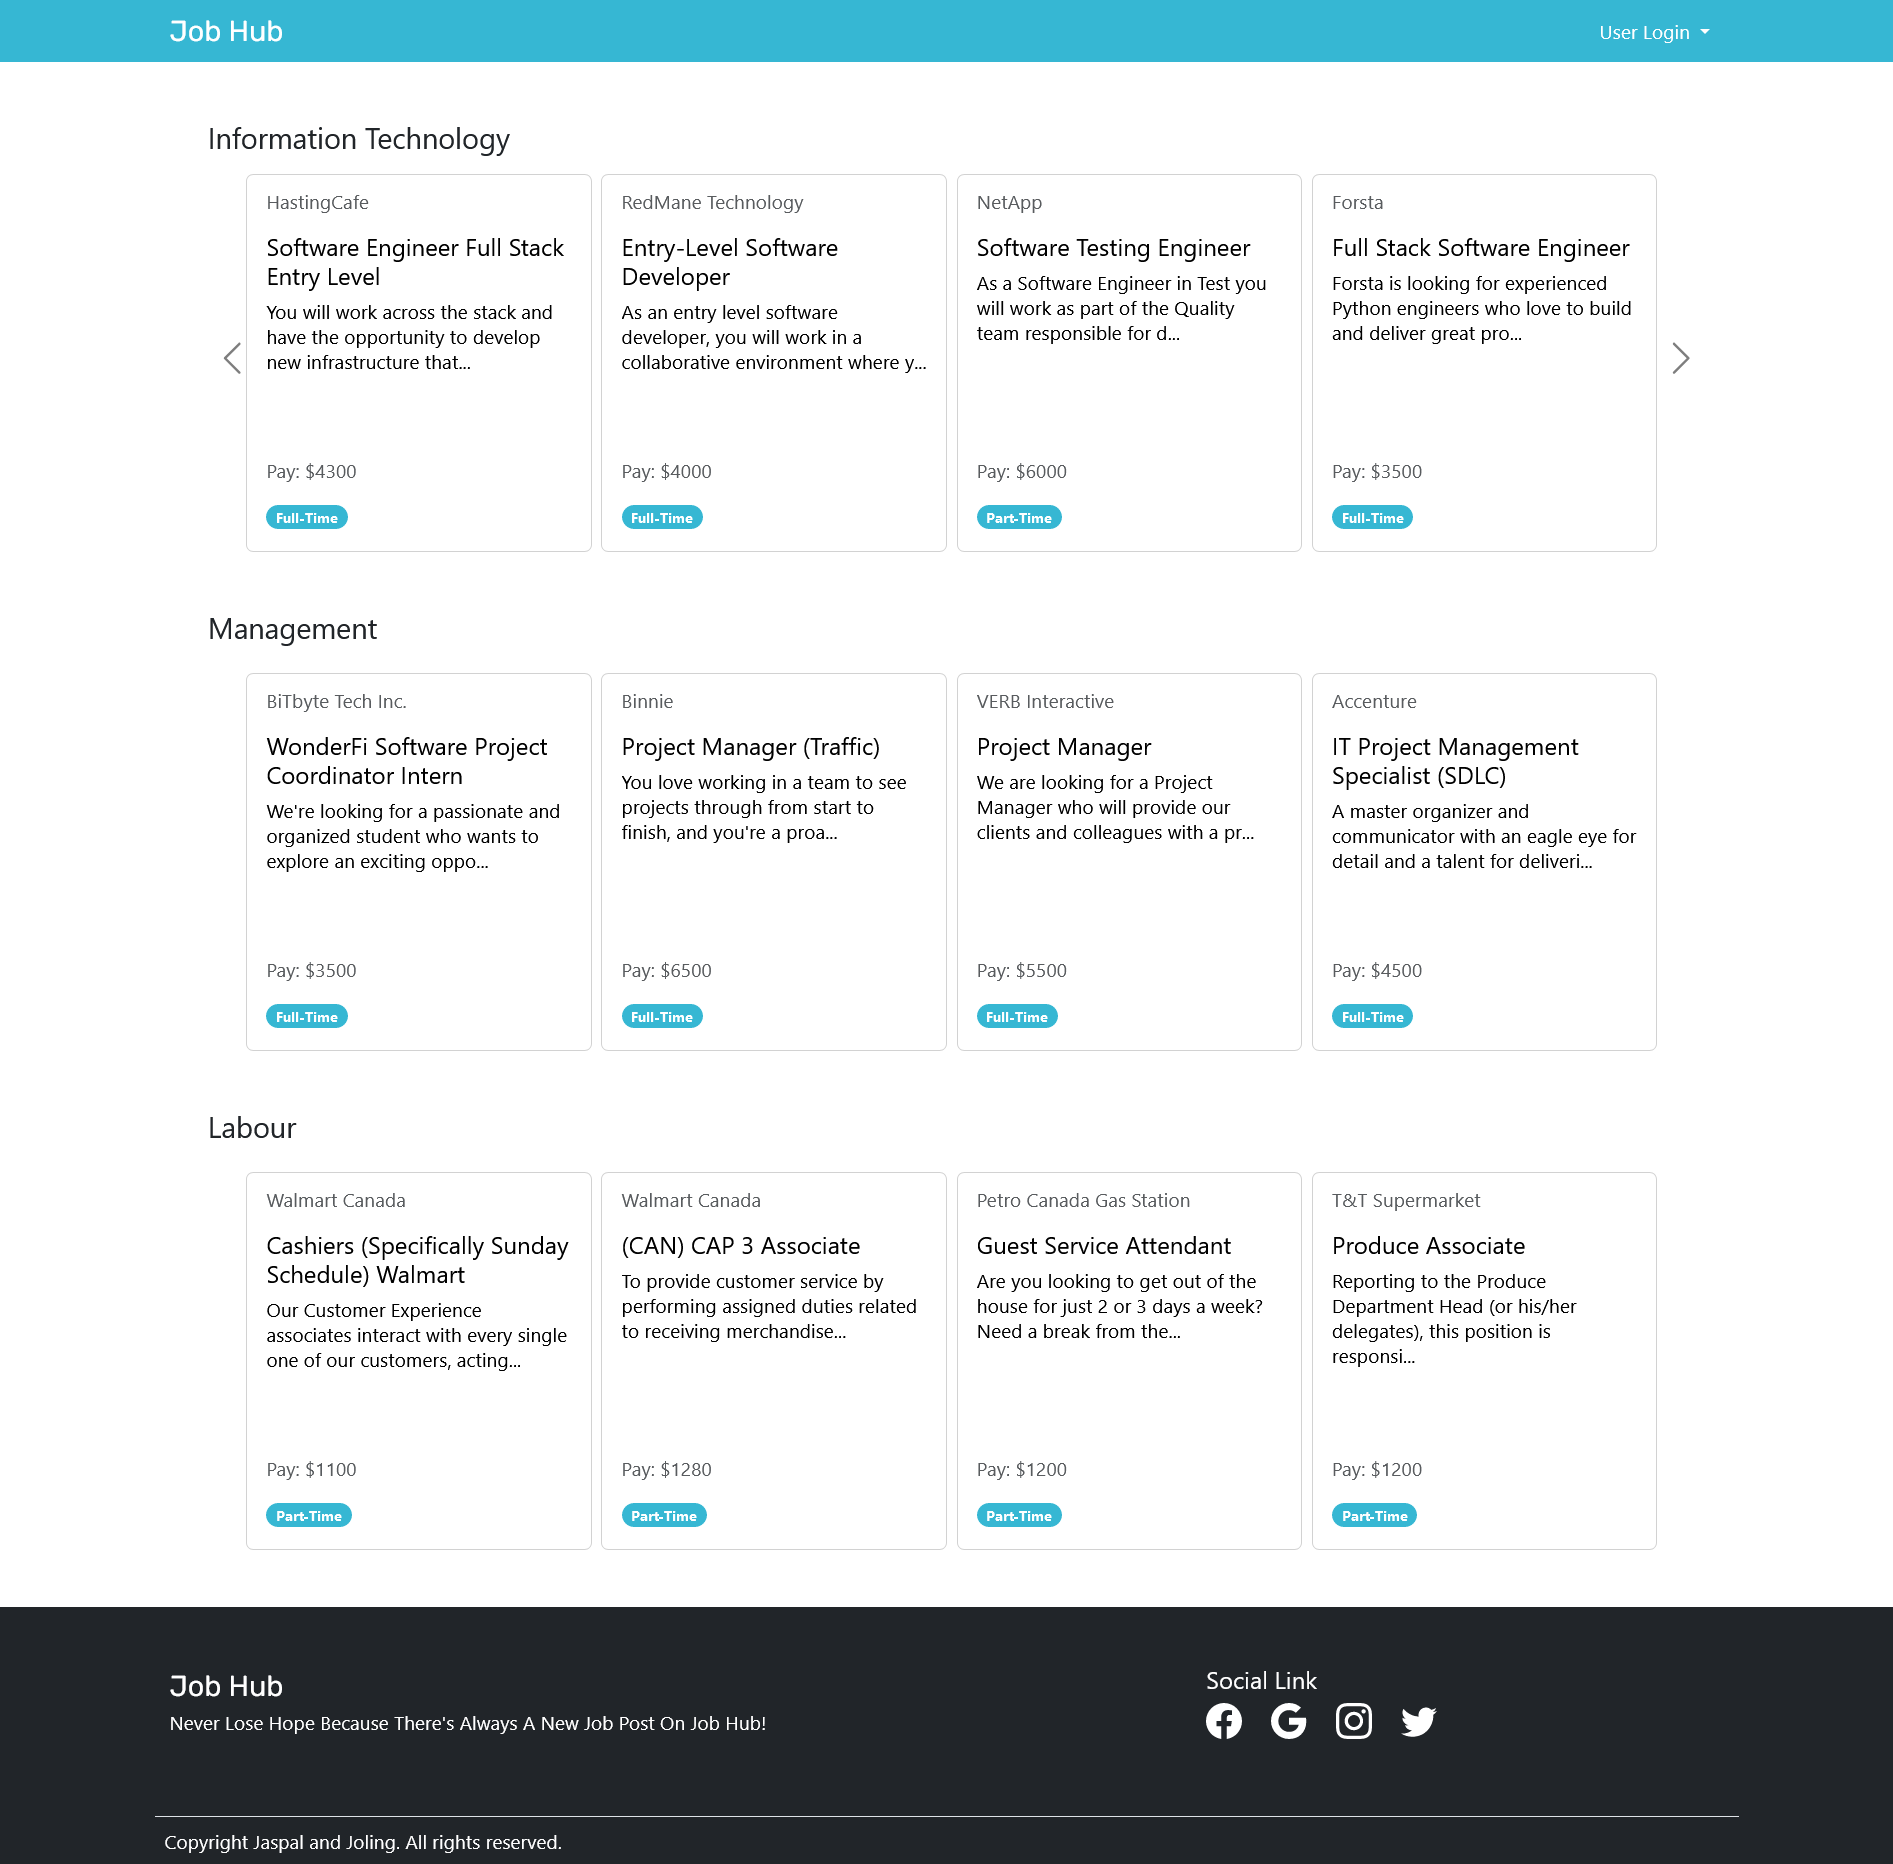 Job Hub
User Login
Information Technology
HastingCafe
Software Engineer Full Stack
Entry Level
You will work across the stack and
have the opportunity to develop
new infrastructure that...
Pay: $4300
Full-Time
RedMane Technology
Entry-Level Software
Developer
As an entry level software
developer, you will work in a
collaborative environment where y...
Pay: $4000
Full-Time
NetApp
Software Testing Engineer
As a Software Engineer in Test you
will work as part of the Quality
team responsible for d...
Pay: $6000
Part-Time
Forsta
Full Stack Software Engineer
Forsta is looking for experienced
Python engineers who love to build
and deliver great pro...
Pay: $3500
Full-Time
Management
BiTbyte Tech Inc.
WonderFi Software Project
Coordinator Intern
We're looking for a passionate and
organized student who wants to
explore an exciting oppo...
Pay: $3500
Full-Time
Binnie
Project Manager (Traffic)
You love working in a team to see
projects through from start to
finish, and you're a proa...
Pay: $6500
Full-Time
VERB Interactive
Project Manager
We are looking for a Project
Manager who will provide our
clients and colleagues with a pr...
Pay: $5500
Full-Time
Accenture
IT Project Management
Specialist (SDLC)
A master organizer and
communicator with an eagle eye for
detail and a talent for deliveri...
Pay: $4500
Full-Time
Labour
Walmart Canada
Cashiers (Specifically Sunday
Schedule) Walmart
Our Customer Experience
associates interact with every single
one of our customers, acting...
Pay: $1100
Part-Time
Walmart Canada
(CAN) CAP 3 Associate
To provide customer service by
performing assigned duties related
to receiving merchandise...
Pay: $1280
Part-Time
Petro Canada Gas Station
Guest Service Attendant
Are you looking to get out of the
house for just 2 or 3 days a week?
Need a break from the...
Pay: $1200
Part-Time
T&T Supermarket
Produce Associate
Reporting to the Produce
Department Head (or his/her
delegates), this position is
responsi...
Pay: $1200
Part-Time
Job Hub
Never Lose Hope Because There's Always A New Job Post On Job Hub!
Social Link
Copyright Jaspal and Joling. All rights reserved.